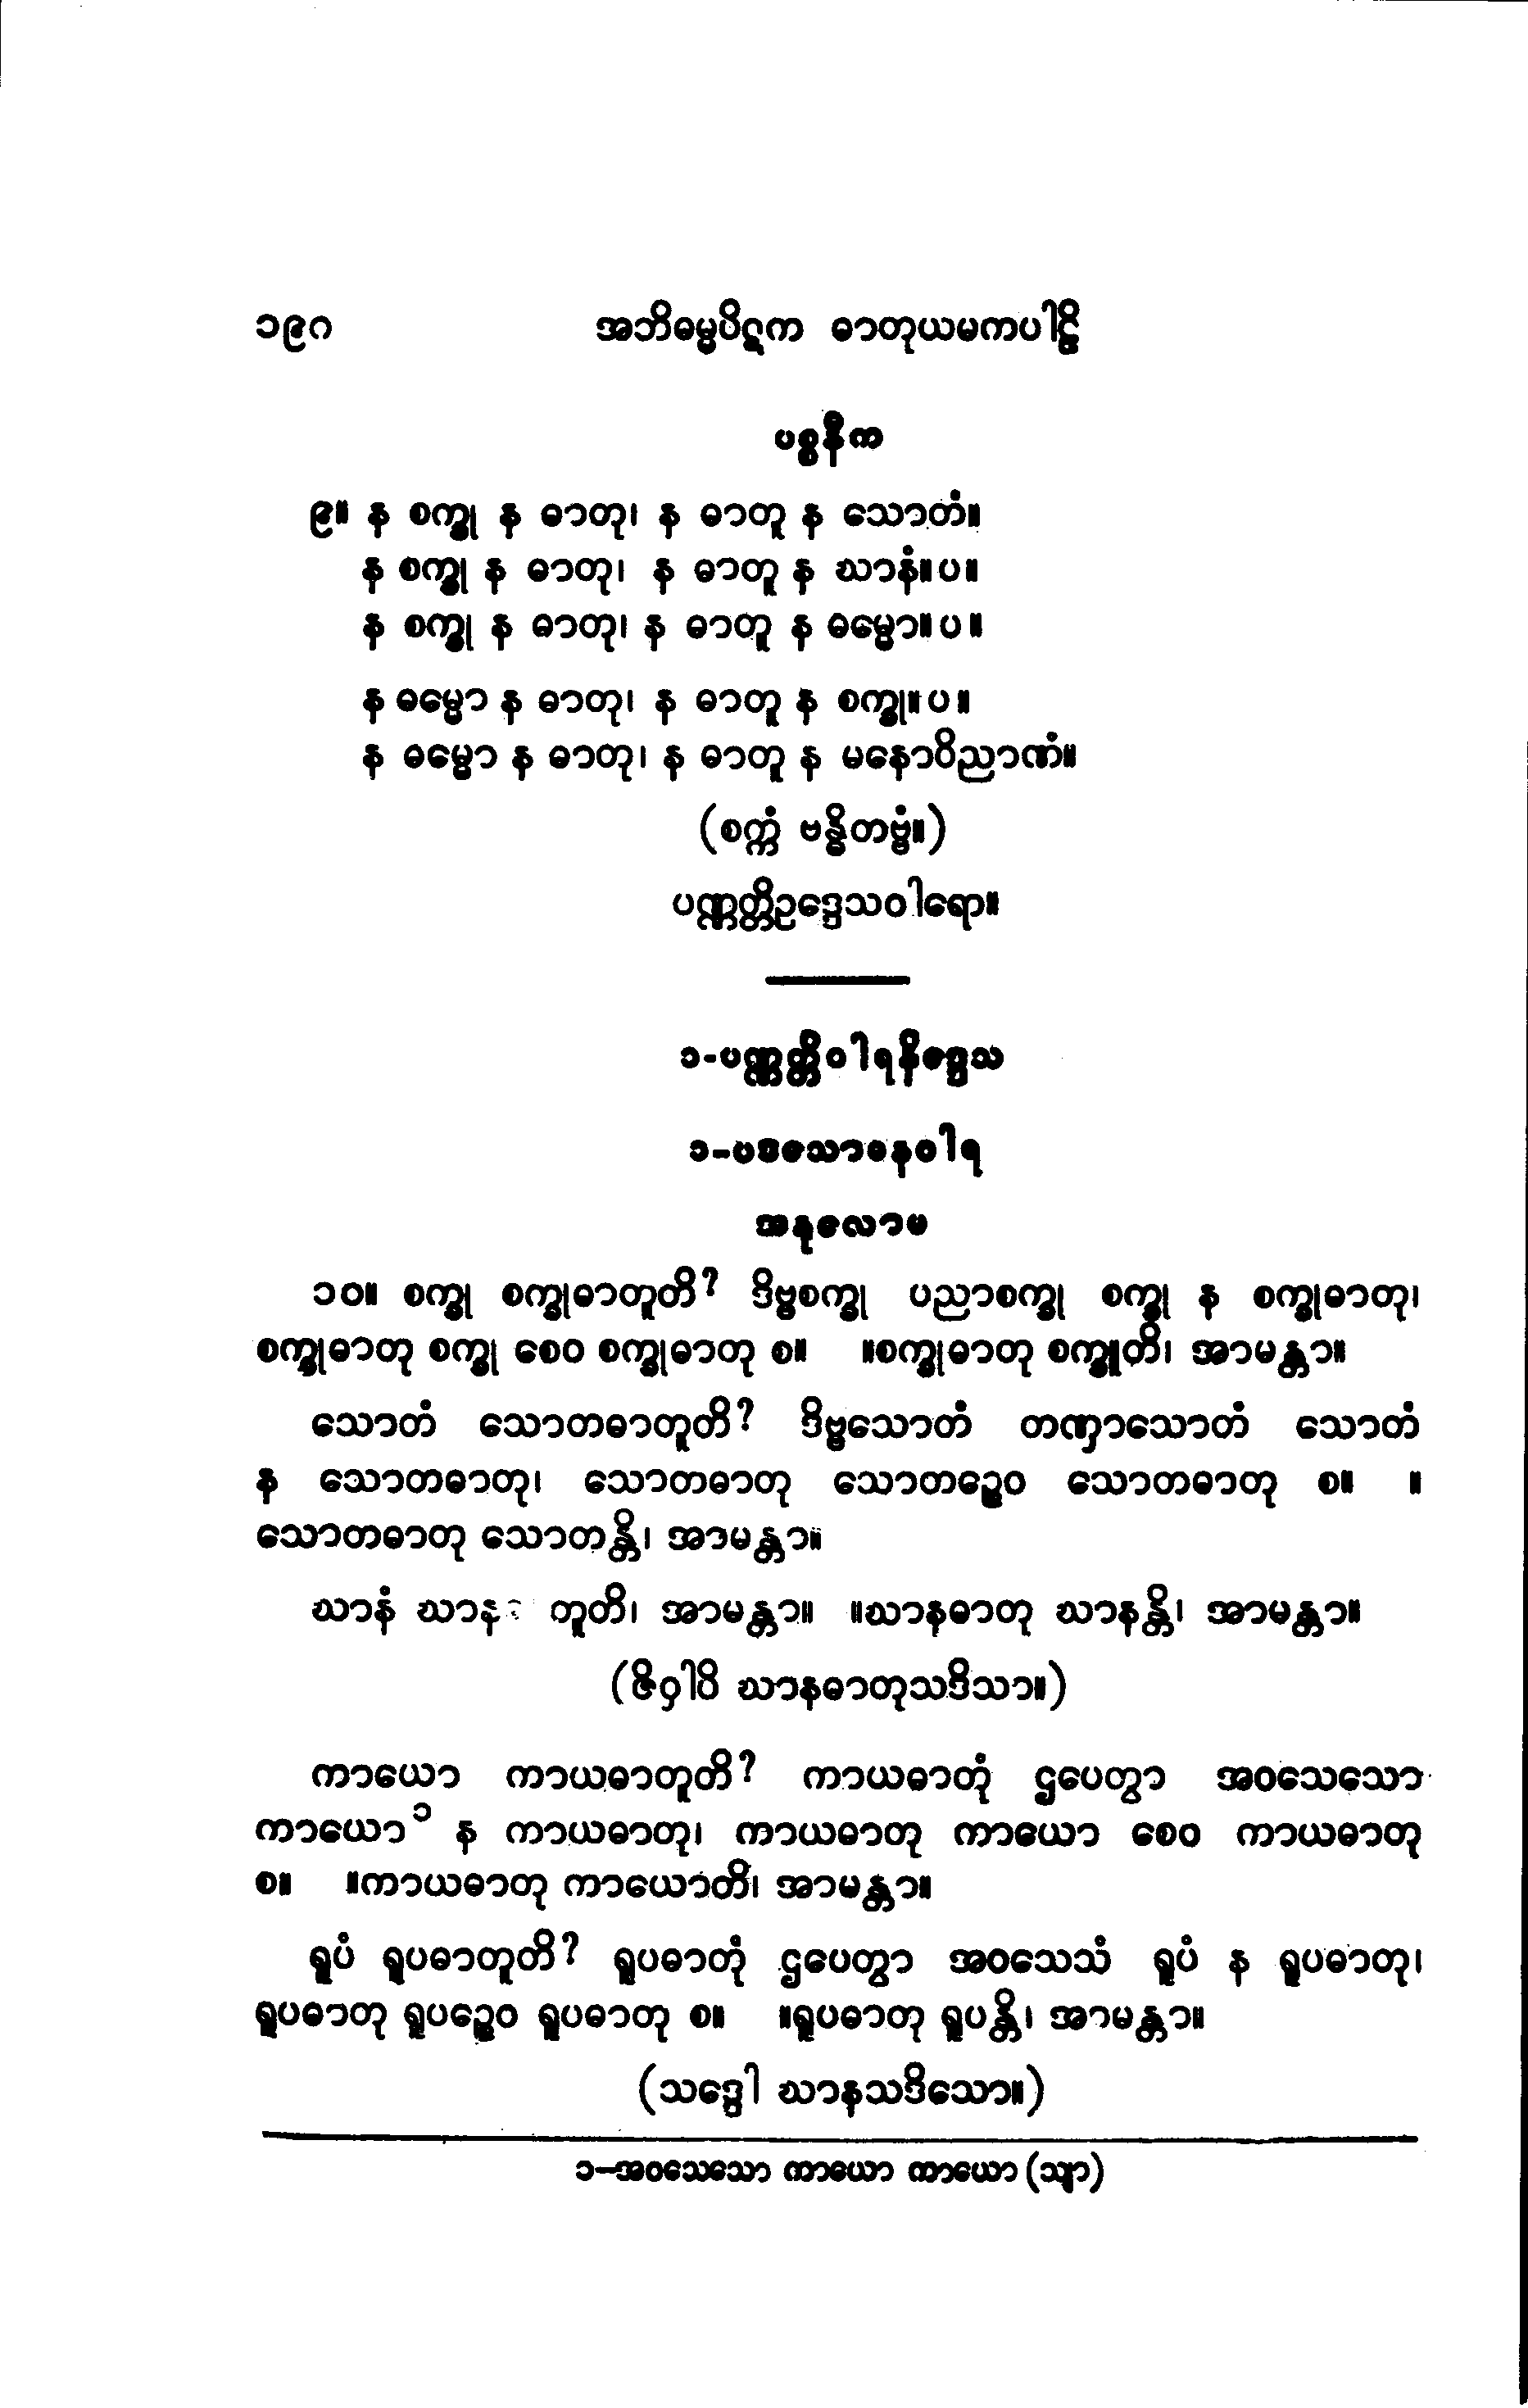 ၁၉ဂ အဘိဓမ္မပိဋက ဓာတုယမကပါဠိ
ပစ္စနီက
၉။ န စက္ခု န ဓာတု၊ န ဓာတူ န သောတံ။
န စက္ခု န ဓာတု၊ န ဓာတူ န ဃာနံ။ပ။
န စက္ခု န ဓာတု၊ န ဓာတူ န ဓမ္မော။ပ။
န ဓမ္မော န ဓာတု၊ န ဓာတူ န စက္ခု။ပ။
န ဓမ္မော န ဓာတု၊ န ဓာတူ န မနောဝိညာဏံ။
(စက္ကံ ဗန္ဓိတဗ္ဗံ။)
ပဏ္ဏတ္တိဥဒ္ဒေသဝါရော။
၁-ပဏ္ဏတ္တိဝါရနိဒ္ဒေသ
၁-ပဒသောဓနဝါရ
အနုလောမ
၁၀။ စက္ခု စက္ခုဓာတူတိ? ဒိဗ္ဗစက္ခု ပညာစက္ခု စက္ခု န စက္ခုဓာတု၊
စက္ခုဓာတု စက္ခု စေဝ စက္ခုဓာတု စ။ ။စက္ခုဓာတု စက္ခူတိ၊ အာမန္တာ။
သောတံ သောတဓာတူတိ? ဒိဗ္ဗသောတံ တဏှာသောတံ သောတံ
န သောတဓာတု၊ သောတဓာတု သောတဉ္စေဝ သောတဓာတု စ။ ။
သောတဓာတု သောတန္တိ၊ အာမန္တာ။
ဃာနံ ဃာန တူတိ၊ အာမန္တာ။ ။ဃာနဓာတု ဃာနန္တိ၊ အာမန္တာ။
(ဇိဝှါပိ ဃာနဓာတုသဒိသာ။)
ကာယော ကာယဓာတူတိ? ကာယဓာတုံ ဌပေတွာ အဝသေသော
ကာယော၁ န ကာယဓာတု၊ ကာယဓာတု ကာယော စေဝ ကာယဓာတု
စ။ ။ကာယဓာတု ကာယောတိ၊ အာမန္တာ။
ရူပံ ရူပဓာတူတိ? ရူပဓာတုံ ဌပေတွာ အဝသေသံ ရူပံ န ရူပဓာတု၊
ရူပဓာတု ရူပဉ္စေဝ ရူပဓာတု စ။ ။ရူပဓာတု ရူပန္တိ၊ အာမန္တာ။
(သဒ္ဒေါ ဃာနသဒိသော။)
၁-အဝသေသော ကာယော ကာယော (သျာ)